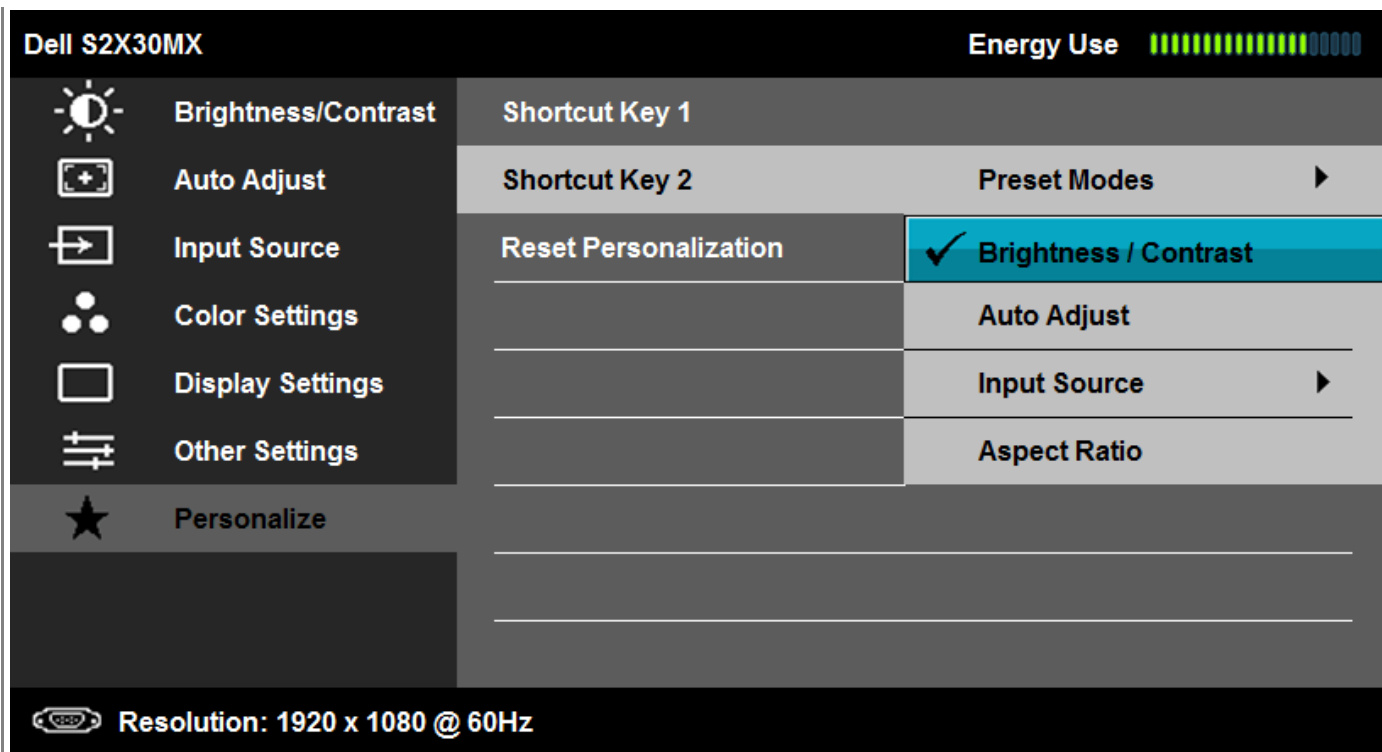 Dell S2X30MX Energy Use
Brightness/Contrast Shortcut Key 1
Auto Adjust Shortcut Key 2 Preset Modes
Input Source Reset Personalization Brightness / Contrast
Color Settings Auto Adjust
Display Settings Input Source
Other Settings Aspect Ratio
Personalize
Resolution: 1920 x 1080 @ 60Hz